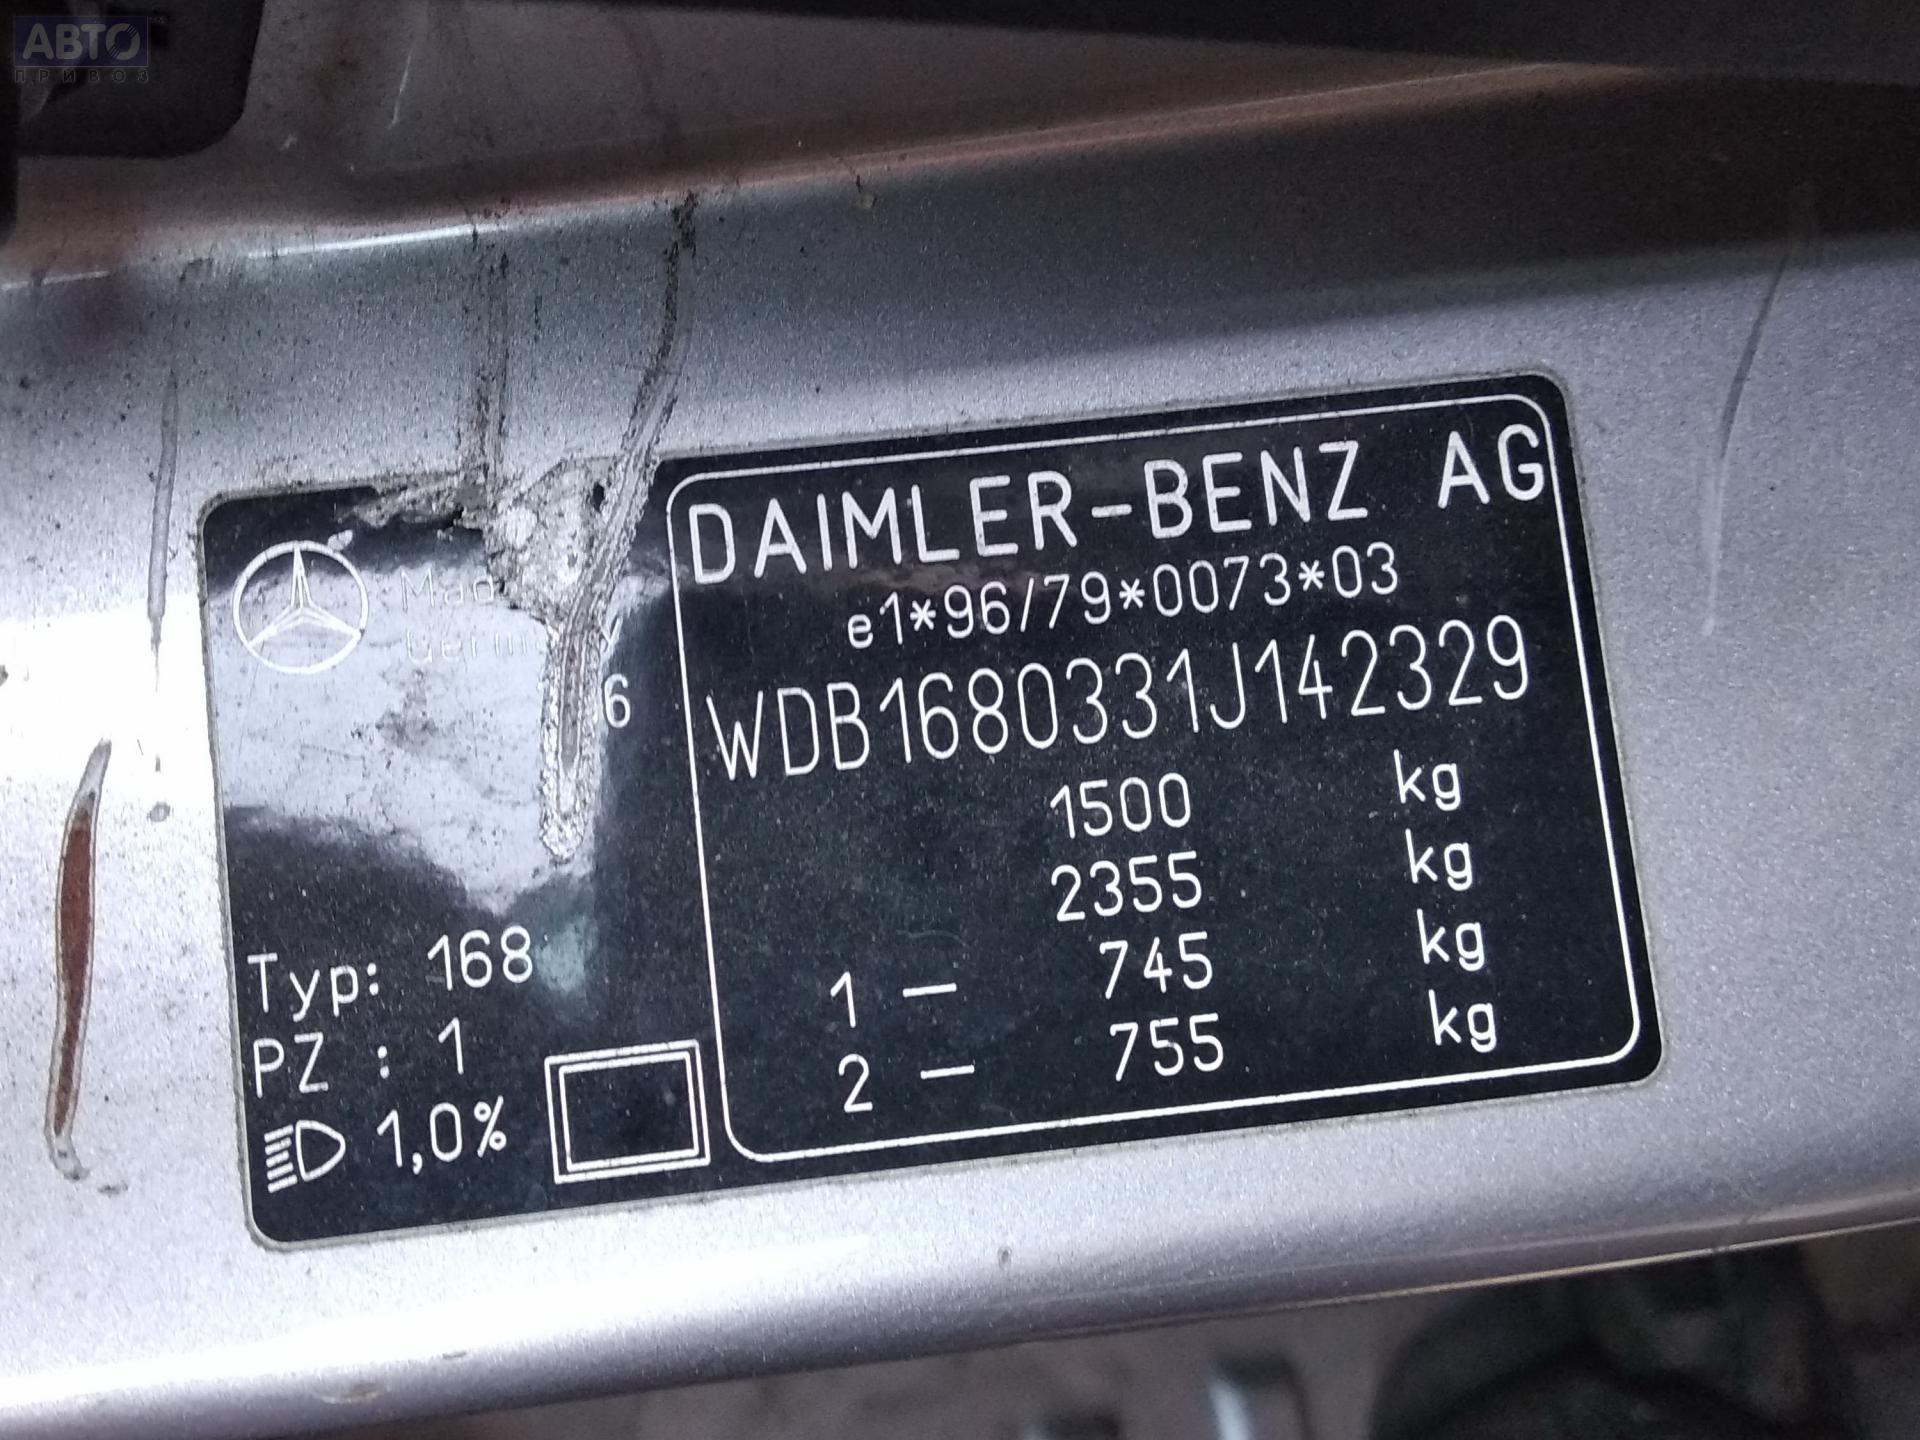 АВТО
ПРИВОЗ
DAIMLER-BENZ AG
e1*96/79*0073*03
WDB1680331J142329
1500 kg
2355 kg
1 — 745 kg
2 — 755 kg
Typ: 168
PZ : 1
1,0%